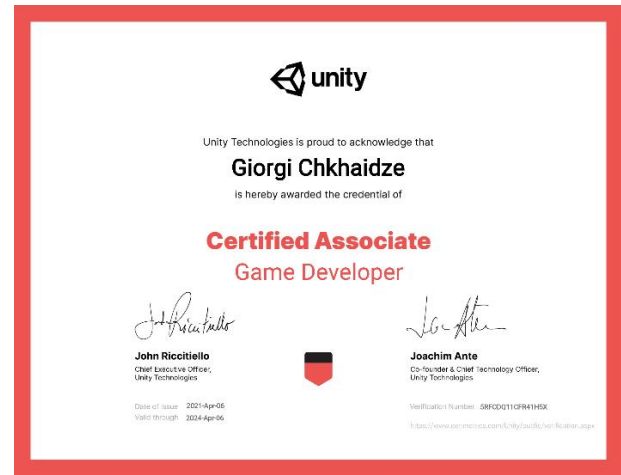 unity
Unity Technologies is proud to acknowledge that
Giorgi Chkhaidze
is hereby awarded the credential of
Certified Associate
Game Developer
John Riccitiello
Chief Executive Officer,
Unity Technologies
Joachim Ante
Co-founder & Chief Technology Officer,
Unity Technologies
Date of issue 2021-Apr-06
Valid through 2024-Apr-06
Verification Number